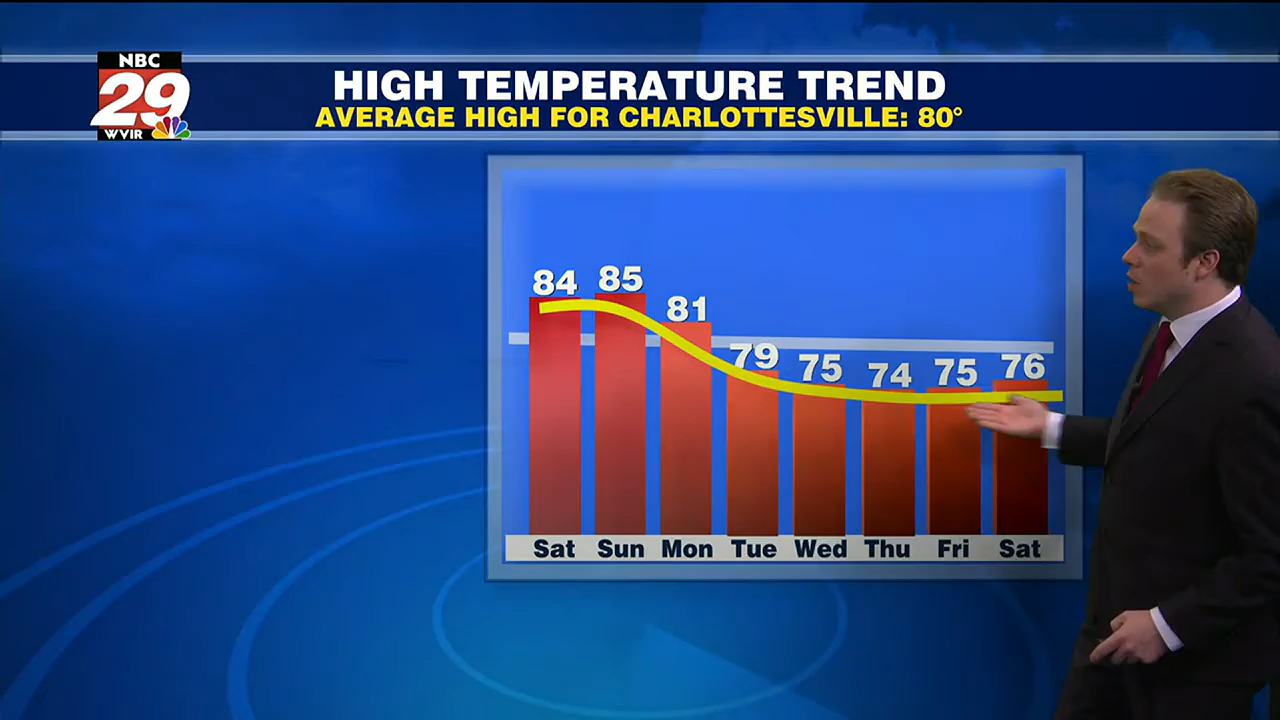 NBC
29
WVIR
HIGH TEMPERATURE TREND
AVERAGE HIGH FOR CHARLOTTESVILLE: 80°
84 85 81 79 75 74 75 76
Sat Sun Mon Tue Wed Thu Fri Sat